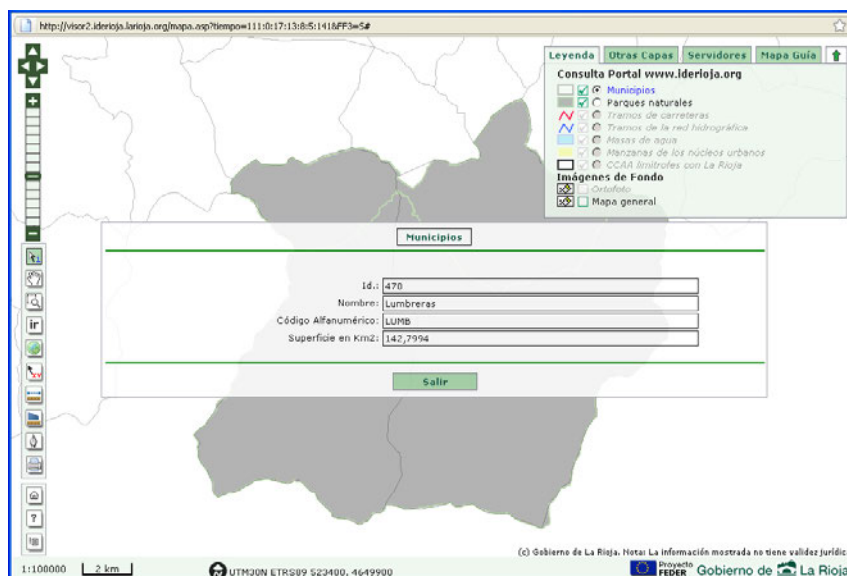 http://visor2.iderioja.larioja.org/mapa.asp?tiempo=111:0:17:13:8:5:141&FF3=S#
Leyenda Otras Capas Servidores Mapa Guía
Consulta Portal www.iderioja.org
Municipios
Parques naturales
Tramos de carreteras
Tramos de la red hidrográfica
Masas de agua
Manzanas de los núcleos urbanos
CCAA limítrofes con La Rioja
Imágenes de Fondo
Ortofoto
Mapa general
Municipios
Id.: 470
Nombre: Lumbreras
Código Alfanumérico: LUMB
Superficie en Km2: 142,7994
Salir
ir
?
(c) Gobierno de La Rioja. Nota: La información mostrada no tiene validez jurídic
1:100000 2 km UTM30N ETRS89 523400, 4649900 Proyecto FEDER Gobierno de La Rioja